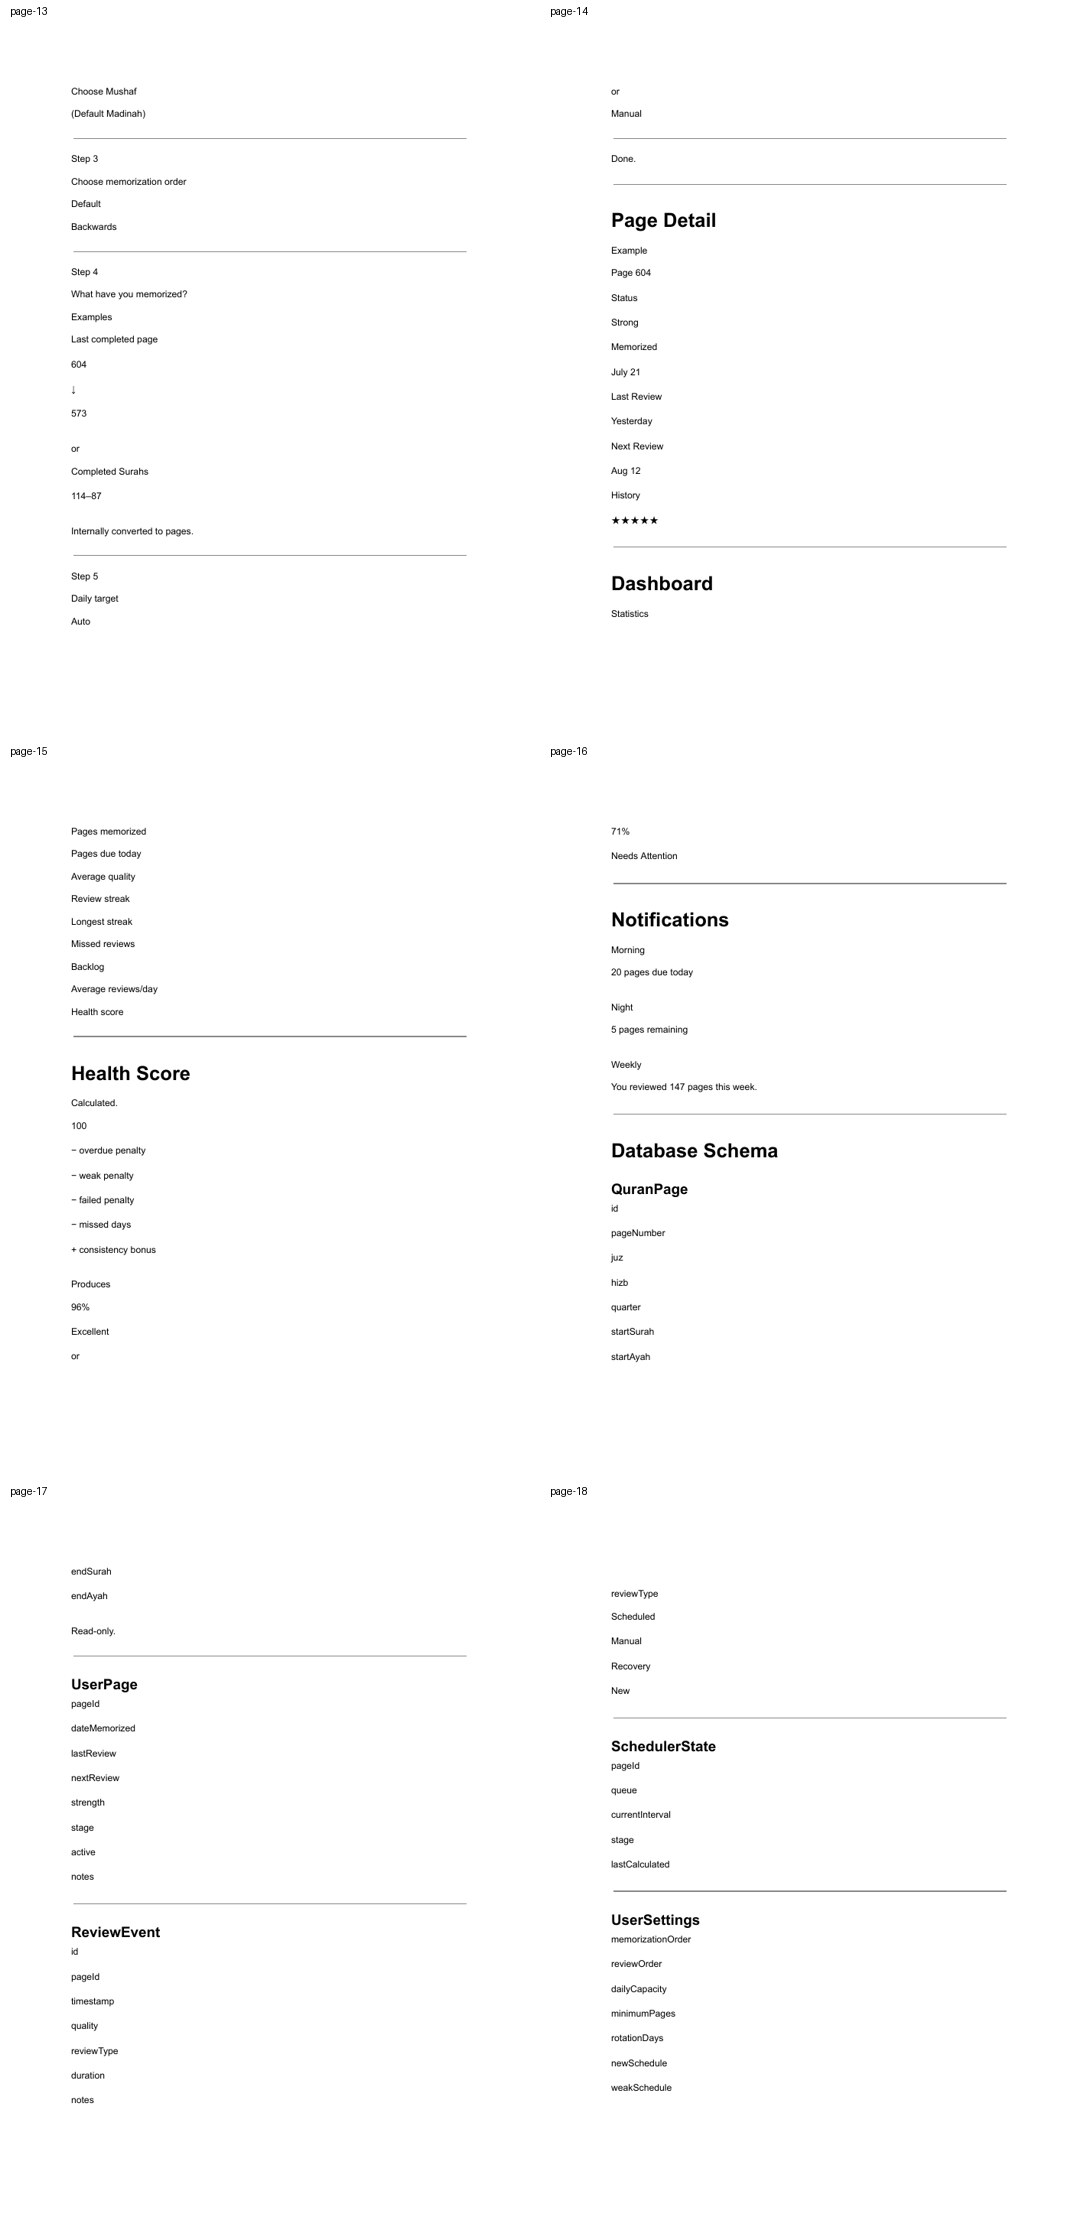 page-13
Choose Mushaf
(Default Madinah)
Step 3
Choose memorization order
Default
Backwards
Step 4
What have you memorized?
Examples
Last completed page
604
↓
573
or
Completed Surahs
114–87
Internally converted to pages.
Step 5
Daily target
Auto
page-14
or
Manual
Done.
Page Detail
Example
Page 604
Status
Strong
Memorized
July 21
Last Review
Yesterday
Next Review
Aug 12
History
★★★★★
Dashboard
Statistics
page-15
Pages memorized
Pages due today
Average quality
Review streak
Longest streak
Missed reviews
Backlog
Average reviews/day
Health score
Health Score
Calculated.
100
− overdue penalty
− weak penalty
− failed penalty
− missed days
+ consistency bonus
Produces
96%
Excellent
or
page-16
71%
Needs Attention
Notifications
Morning
20 pages due today
Night
5 pages remaining
Weekly
You reviewed 147 pages this week.
Database Schema
QuranPage
id
pageNumber
juz
hizb
quarter
startSurah
startAyah
page-17
endSurah
endAyah
Read-only.
UserPage
pageId
dateMemorized
lastReview
nextReview
strength
stage
active
notes
ReviewEvent
id
pageId
timestamp
quality
reviewType
duration
notes
page-18
reviewType
Scheduled
Manual
Recovery
New
SchedulerState
pageId
queue
currentInterval
stage
lastCalculated
UserSettings
memorizationOrder
reviewOrder
dailyCapacity
minimumPages
rotationDays
newSchedule
weakSchedule